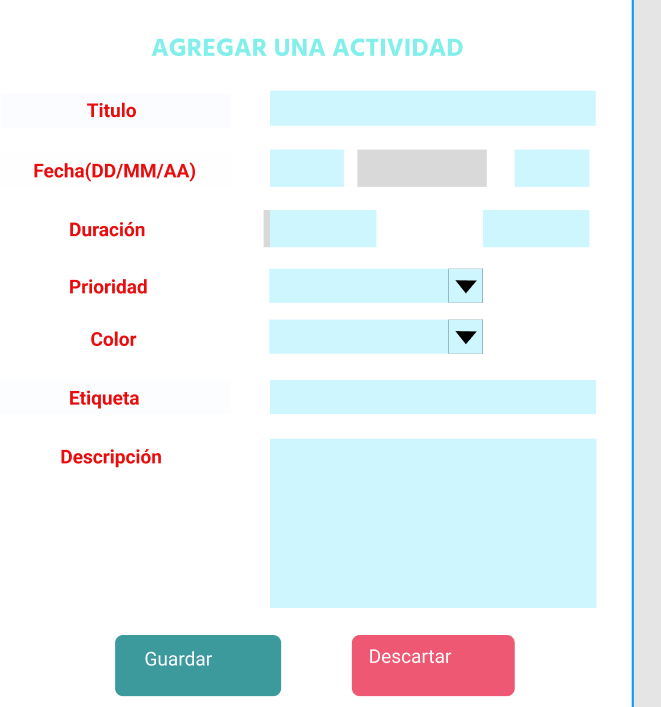 AGREGAR UNA ACTIVIDAD
Titulo
Fecha(DD/MM/AA)
Duración
Prioridad
Color
Etiqueta
Descripción
Guardar
Descartar